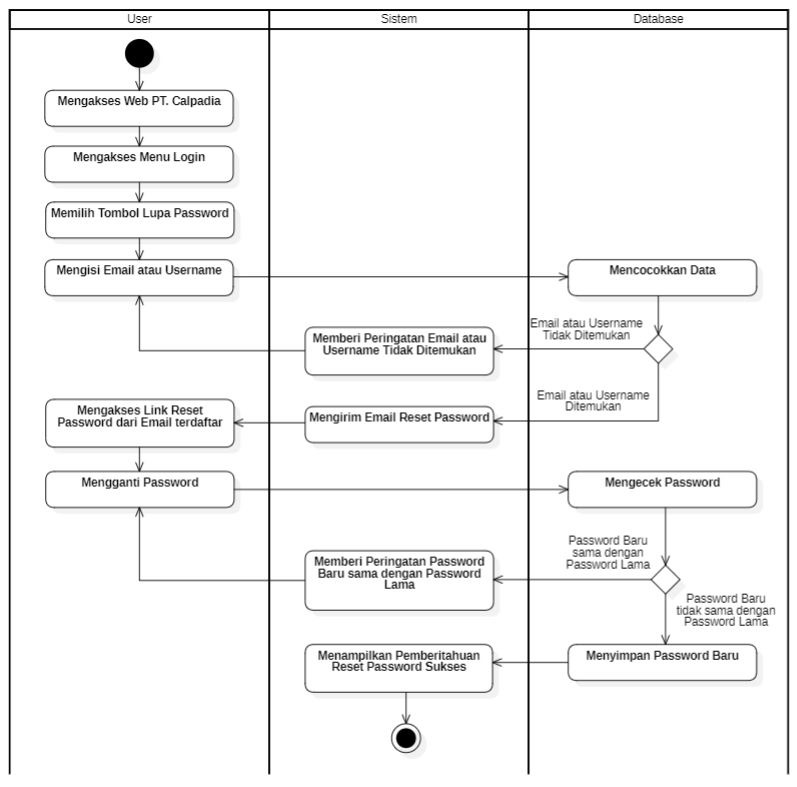 User
Sistem
Database
Mengakses Web PT. Calpadia
Mengakses Menu Login
Memilih Tombol Lupa Password
Mengisi Email atau Username
Mencocokkan Data
Email atau Username
Tidak Ditemukan
Memberi Peringatan Email atau
Username Tidak Ditemukan
Email atau Username
Ditemukan
Mengirim Email Reset Password
Mengakses Link Reset
Password dari Email terdaftar
Mengganti Password
Mengecek Password
Password Baru
sama dengan
Password Lama
Memberi Peringatan Password
Baru sama dengan Password
Lama
Password Baru
tidak sama dengan
Password Lama
Menyimpan Password Baru
Menampilkan Pemberitahuan
Reset Password Sukses